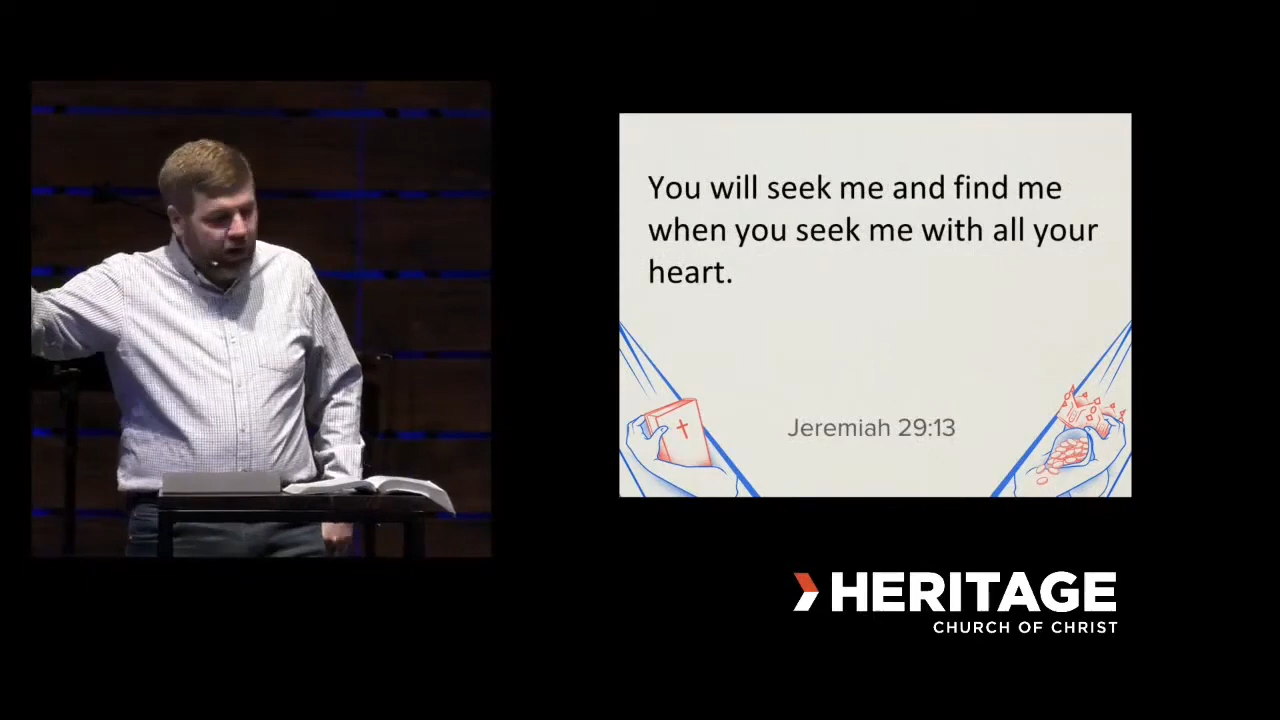 You will seek me and find me
when you seek me with all your
heart.
Jeremiah 29:13
HERITAGE
CHURCH OF CHRIST